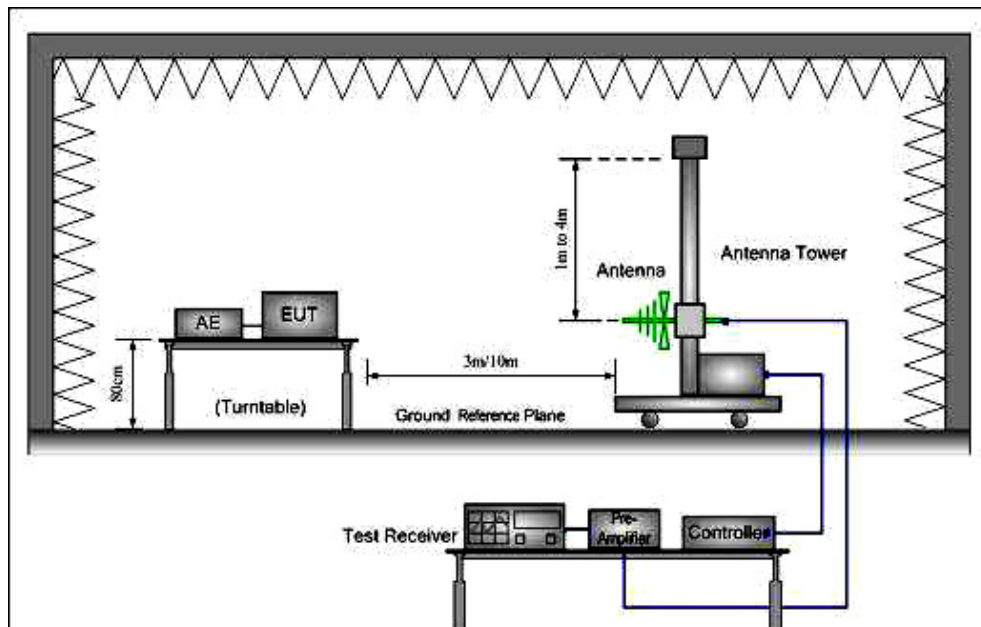 1m to 4m
Antenna
Antenna Tower
AE
EUT
80cm
3m/10m
(Turntable)
Ground Reference Plane
Test Receiver
Pre-
Amplifier
Controller